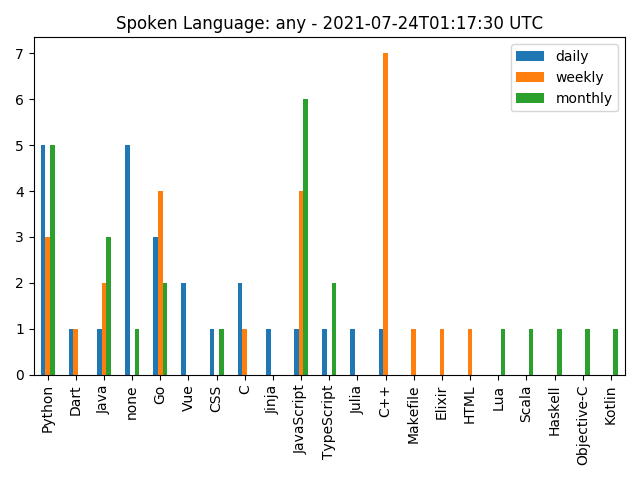 Spoken Language: any - 2021-07-24T01:17:30 UTC
daily
weekly
monthly
7
6
5
4
3
2
1
0
Python
Dart
Java
none
Go
Vue
CSS
C
Jinja
JavaScript
TypeScript
Julia
C++
Makefile
Elixir
HTML
Lua
Scala
Haskell
Objective-C
Kotlin